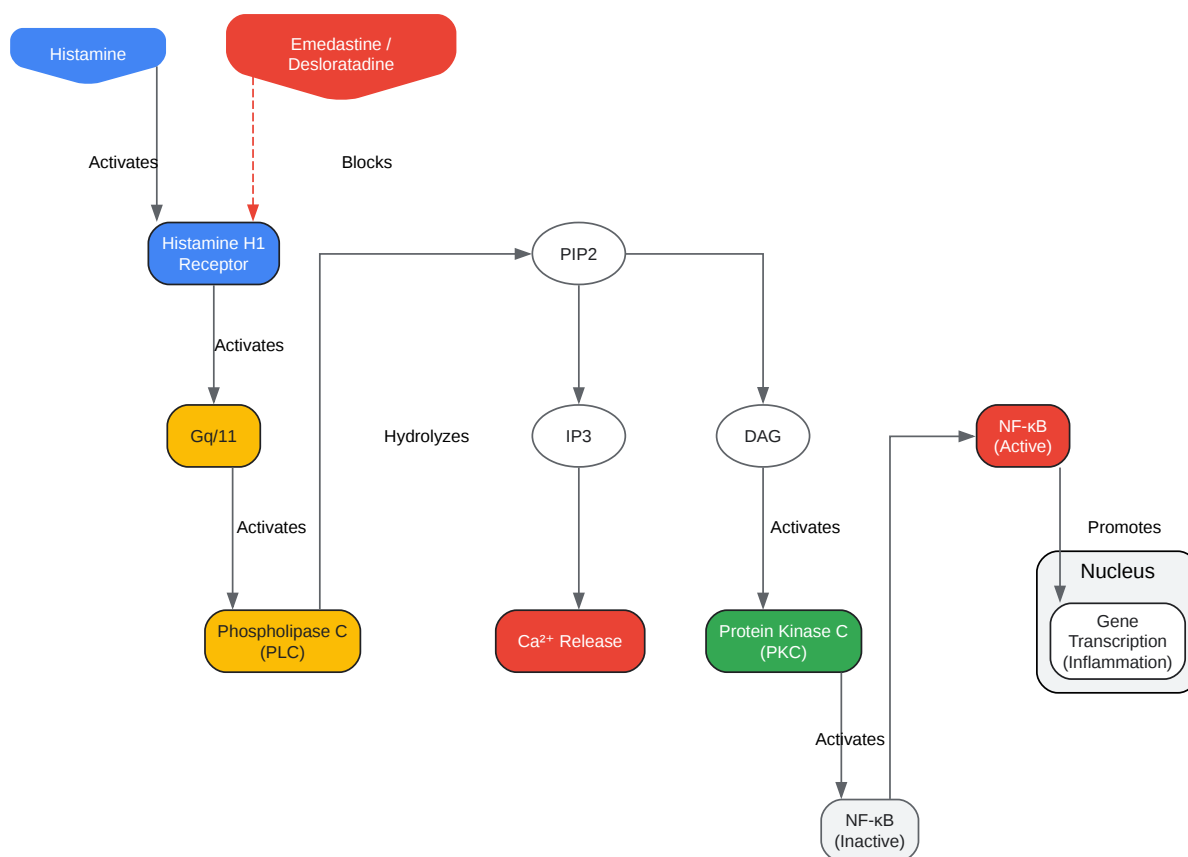 Histamine
Emedastine /
Desloratadine
Activates
Blocks
Histamine H1
Receptor
PIP2
Activates
Gq/11
Hydrolyzes
IP3
DAG
NF-κB
(Active)
Activates
Activates
Promotes
Nucleus
Phospholipase C
(PLC)
Ca²⁺ Release
Protein Kinase C
(PKC)
Gene
Transcription
(Inflammation)
Activates
NF-κB
(Inactive)